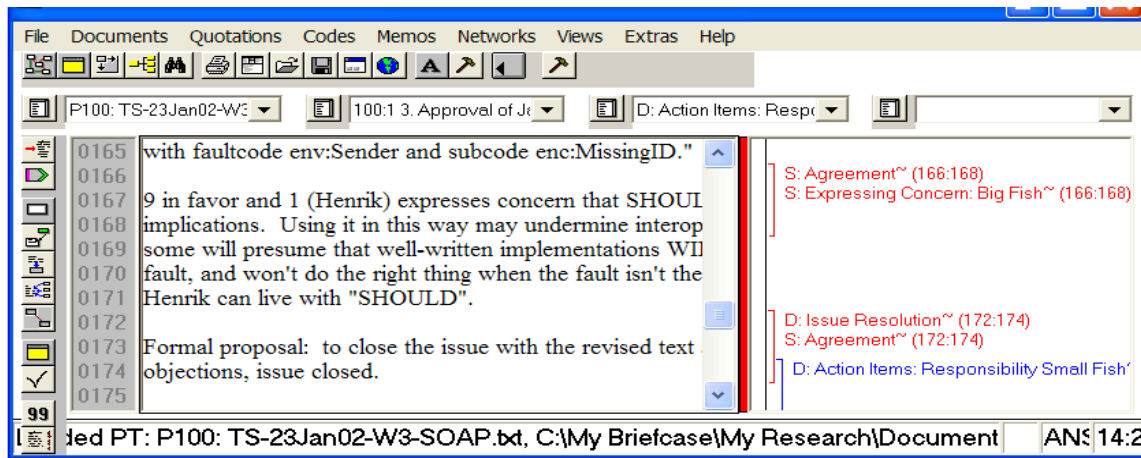 File Documents Quotations Codes Memos Networks Views Extras Help
A
P100: TS-23Jan02-W3 100:1 3. Approval of Ja D: Action Items: Respo
0165 with faultcode env:Sender and subcode enc:MissingID."
0166
0167 9 in favor and 1 (Henrik) expresses concern that SHOUL
0168 implications. Using it in this way may undermine interop
0169 some will presume that well-written implementations WIL
0170 fault, and won't do the right thing when the fault isn't the
0171 Henrik can live with "SHOULD".
0172
0173 Formal proposal: to close the issue with the revised text
0174 objections, issue closed.
0175
S: Agreement~ (166:168)
S: Expressing Concern: Big Fish~ (166:168)
D: Issue Resolution~ (172:174)
S: Agreement~ (172:174)
D: Action Items: Responsibility Small Fish
99
ded PT: P100: TS-23Jan02-W3-SOAP.txt, C:\My Briefcase\My Research\Document ANS 14:2